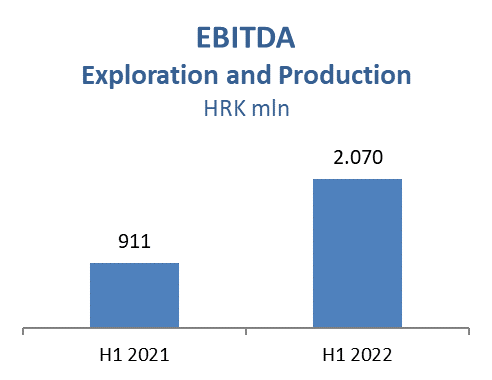 EBITDA
Exploration and Production
HRK mln
2.070
911
H1 2021
H1 2022